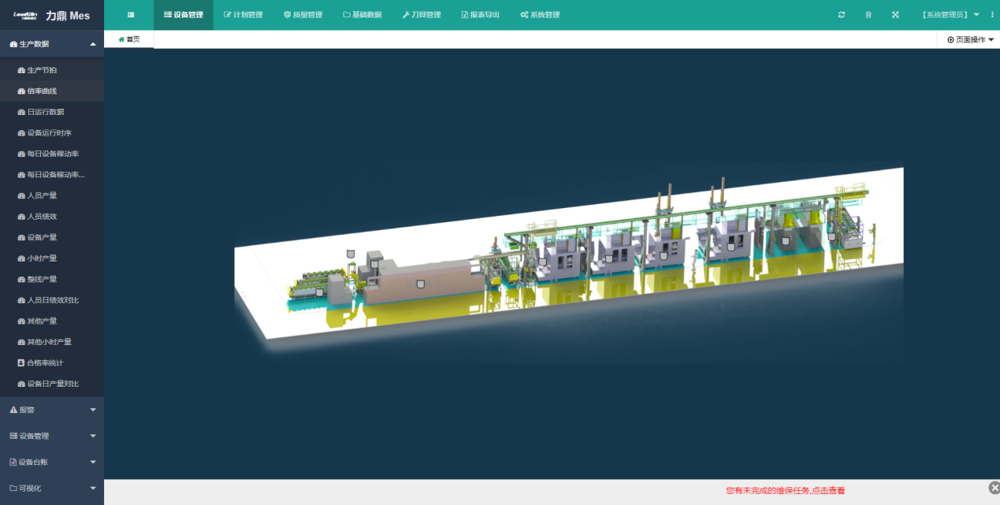 力鼎 Mes
设备管理
计划管理
质量管理
基础数据
刀具管理
报表导出
系统管理
【系统管理员】
首页
页面操作
生产数据
生产节拍
倍率曲线
日运行数据
设备运行时序
每日设备稼动率
每日设备稼动率...
人员产量
人员绩效
设备产量
小时产量
整线产量
人员日绩效对比
其他产量
其他小时产量
合格率统计
设备日产量对比
报警
设备管理
设备台账
可视化
您有未完成的维保任务,点击查看